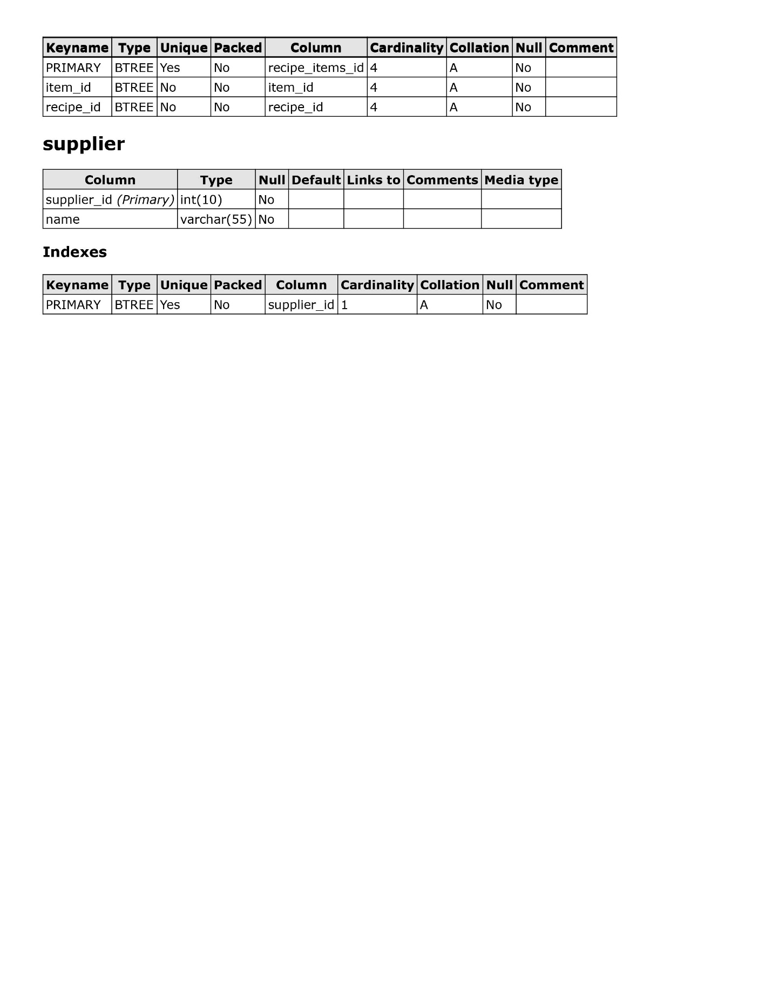 Keyname Type Unique Packed Column Cardinality Collation Null Comment
PRIMARY BTREE Yes No recipe_items_id 4 A No
item_id BTREE No No item_id 4 A No
recipe_id BTREE No No recipe_id 4 A No
supplier
Column Type Null Default Links to Comments Media type
supplier_id (Primary) int(10) No
name varchar(55) No
Indexes
Keyname Type Unique Packed Column Cardinality Collation Null Comment
PRIMARY BTREE Yes No supplier_id 1 A No